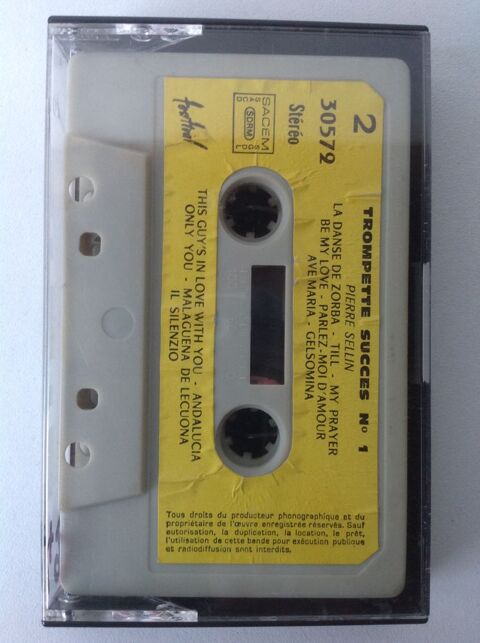 2
TROMPETTE SUCCES Nº 1
PIERRE SELLIN
30572
Stéréo
LA DANSE DE ZORBA - TILL - MY PRAYER
BE MY LOVE - PARLEZ-MOI D'AMOUR
AVE MARIA - GELSOMINA
SACEM
SACD
SDRM
SGDL
festival
THIS GUY'S IN LOVE WITH YOU - ANDALUCIA
ONLY YOU - MALAGUENA DE LECUONA
IL SILENZIO
Tous droits du producteur phonographique et du
propriétaire de l'œuvre enregistrée réservés. Sauf
autorisation, la duplication, la location, le prêt,
l'utilisation de cette bande pour exécution publique
et radiodiffusion sont interdits.